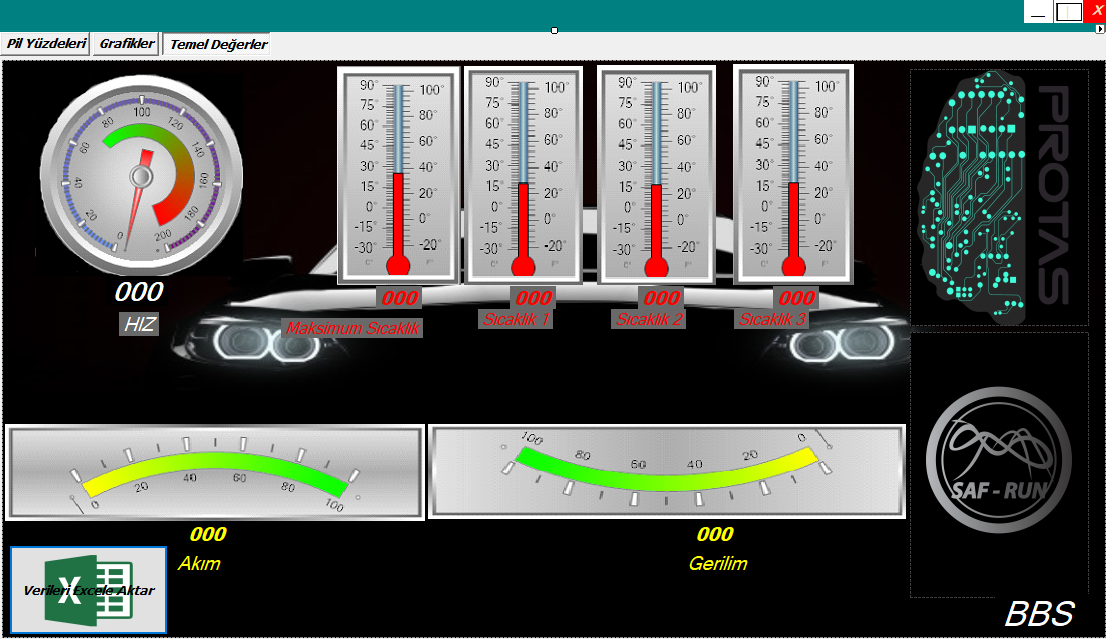 X
Pil Yüzdeleri Grafikler Temel Değerler
0 20 40 60 80 100 120 140 160 180 200
90° 75° 60° 45° 30° 15° 0° -15° -30° C°
100° 80° 60° 40° 20° 0° -20° F°
90° 75° 60° 45° 30° 15° 0° -15° -30° C°
100° 80° 60° 40° 20° 0° -20° F°
90° 75° 60° 45° 30° 15° 0° -15° -30° C°
100° 80° 60° 40° 20° 0° -20° F°
90° 75° 60° 45° 30° 15° 0° -15° -30° C°
100° 80° 60° 40° 20° 0° -20° F°
PROTAS
000
HIZ
000
Maksimum Sıcaklık
000
Sıcaklık 1
000
Sıcaklık 2
000
Sıcaklık 3
0 20 40 60 80 100
100 80 60 40 20 0
SAF - RUN
000
Akım
000
Gerilim
X
Verileri Excele Aktar
BBS